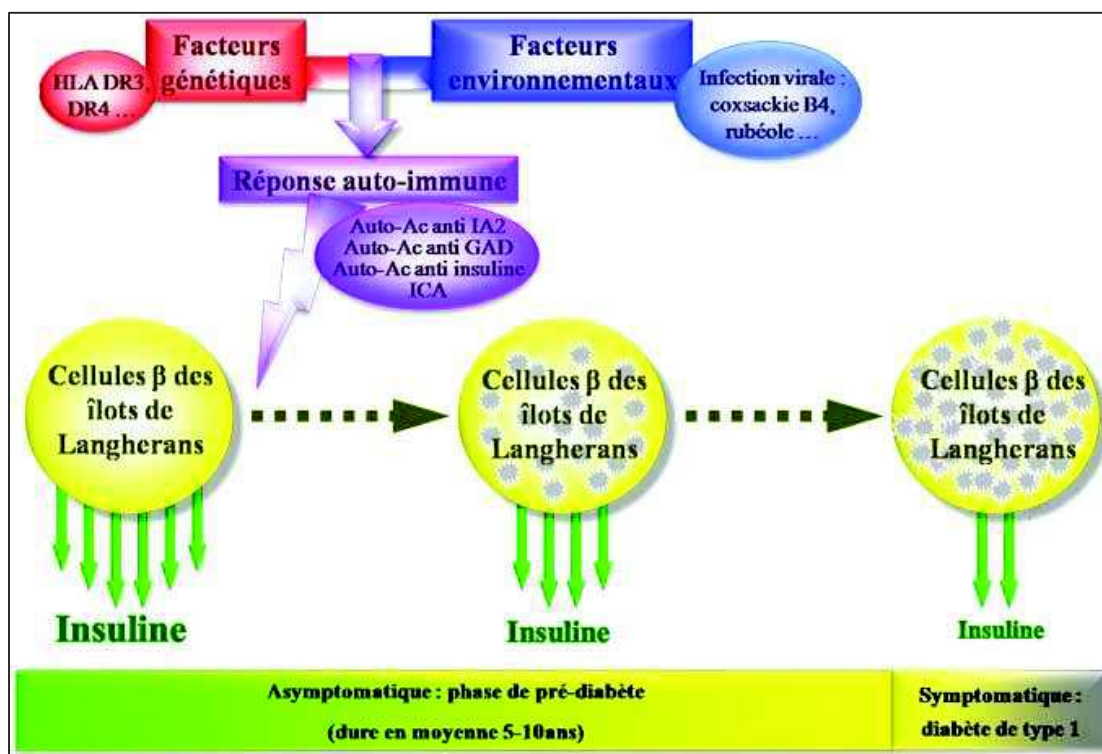 Facteurs
génétiques
HLA DR3,
DR4 ...
Facteurs
environnementaux
Infection virale :
coxsackie B4,
rubéole ...
Réponse auto-immune
Auto-Ac anti IA2
Auto-Ac anti GAD
Auto-Ac anti insuline
ICA
Cellules β des
îlots de
Langherans
Cellules β des
îlots de
Langherans
Cellules β des
îlots de
Langherans
Insuline
Insuline
Insuline
Asymptomatique : phase de pré-diabète
(dure en moyenne 5-10ans)
Symptomatique :
diabète de type 1